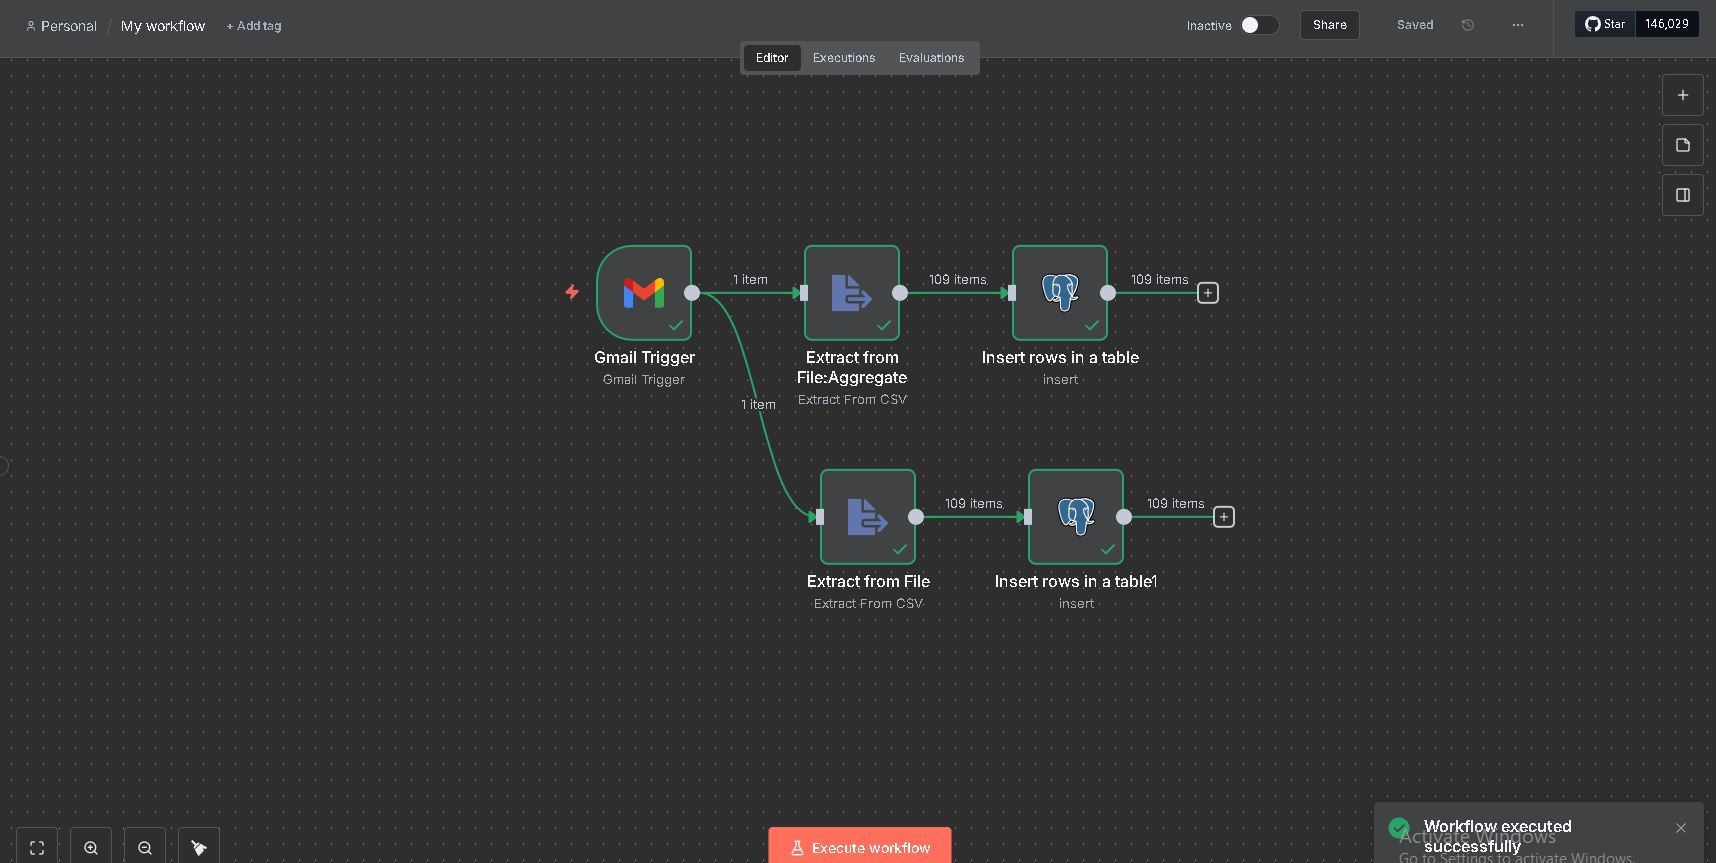 Personal / My workflow + Add tag
Inactive Share Saved ... Star 146,029
Editor Executions Evaluations
1 item 109 items 109 items
Gmail Trigger
Gmail Trigger
Extract from
File:Aggregate
Extract From CSV
Insert rows in a table
insert
1 item
109 items 109 items
Extract from File
Extract From CSV
Insert rows in a table1
insert
Execute workflow
Workflow executed
successfully
Activate Windows
Go to Settings to activate Windows.